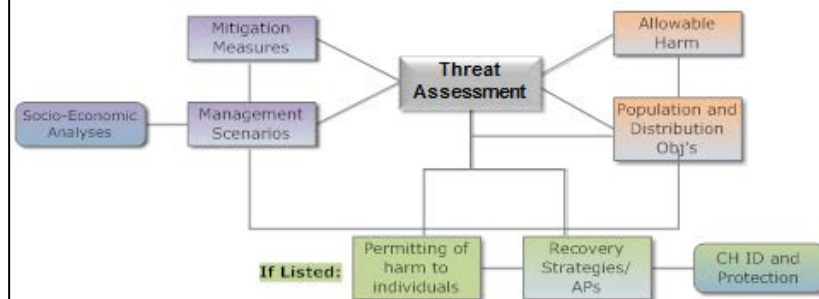 Mitigation
Measures
Threat
Assessment
Allowable
Harm
Socio-Economic
Analyses
Management
Scenarios
Population and
Distribution
Obj's
If Listed:
Permitting of
harm to
individuals
Recovery
Strategies/
APs
CH ID and
Protection